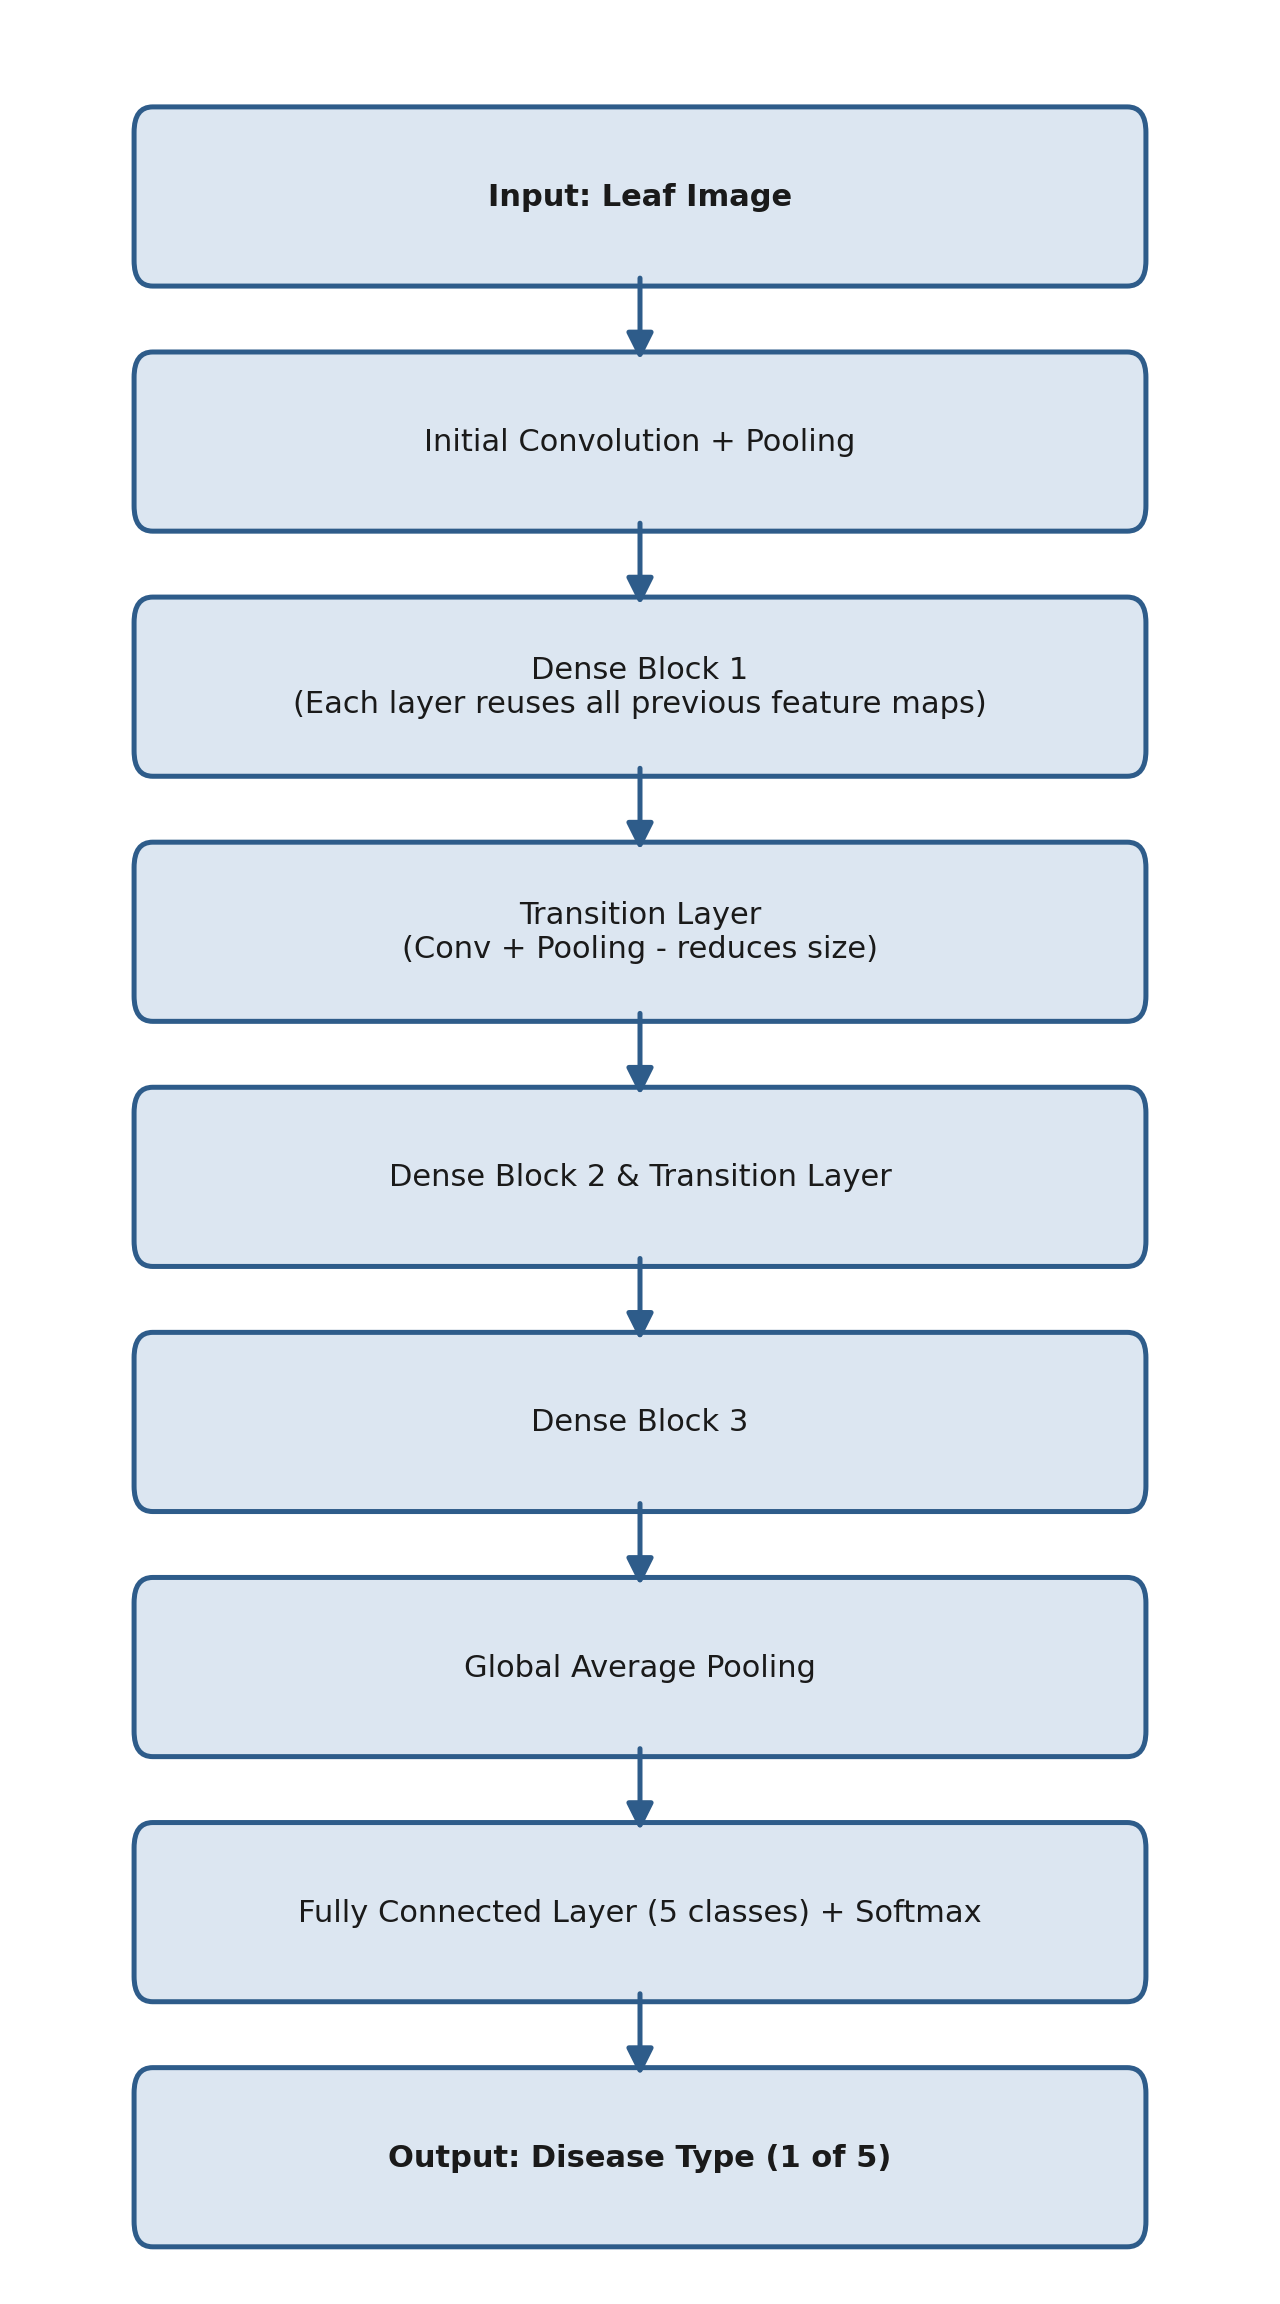 Input: Leaf Image
Initial Convolution + Pooling
Dense Block 1
(Each layer reuses all previous feature maps)
Transition Layer
(Conv + Pooling - reduces size)
Dense Block 2 & Transition Layer
Dense Block 3
Global Average Pooling
Fully Connected Layer (5 classes) + Softmax
Output: Disease Type (1 of 5)